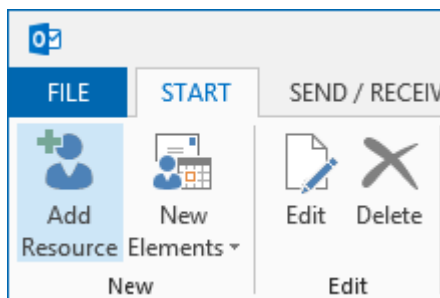 FILE START SEND / RECEIV
Add New Edit Delete
Resource Elements
New Edit